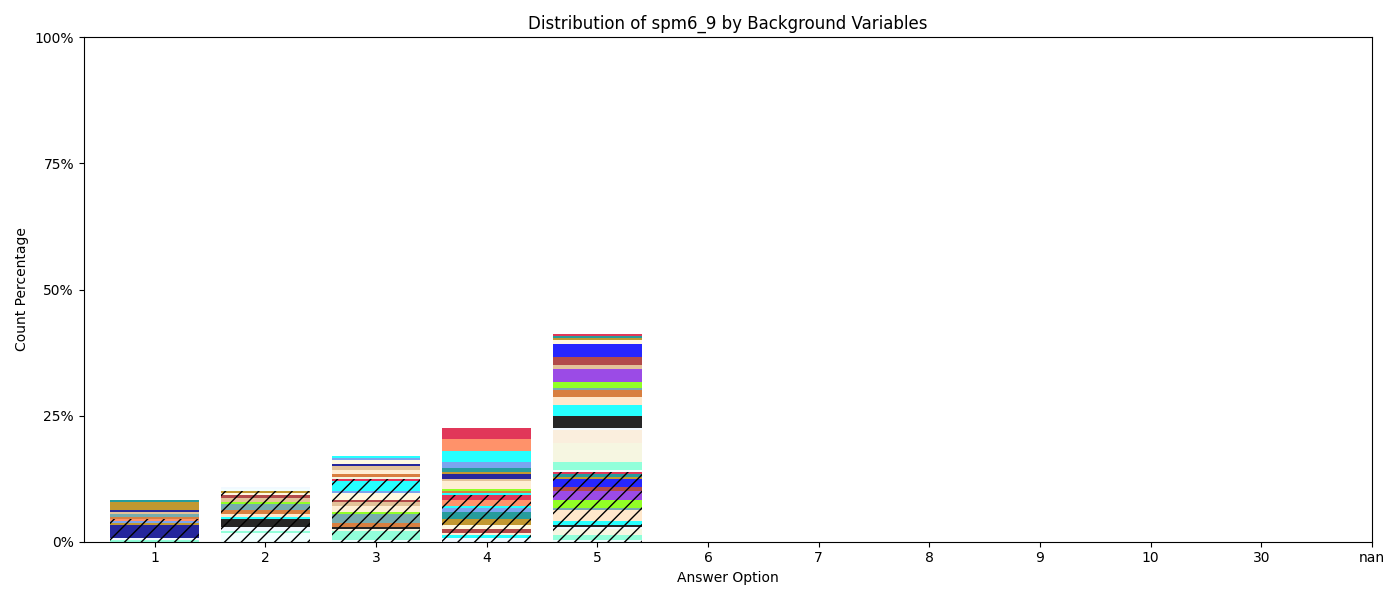 Distribution of spm6_9 by Background Variables
100%
75%
50%
25%
0%
Count Percentage
1 2 3 4 5 6 7 8 9 10 30 nan
Answer Option